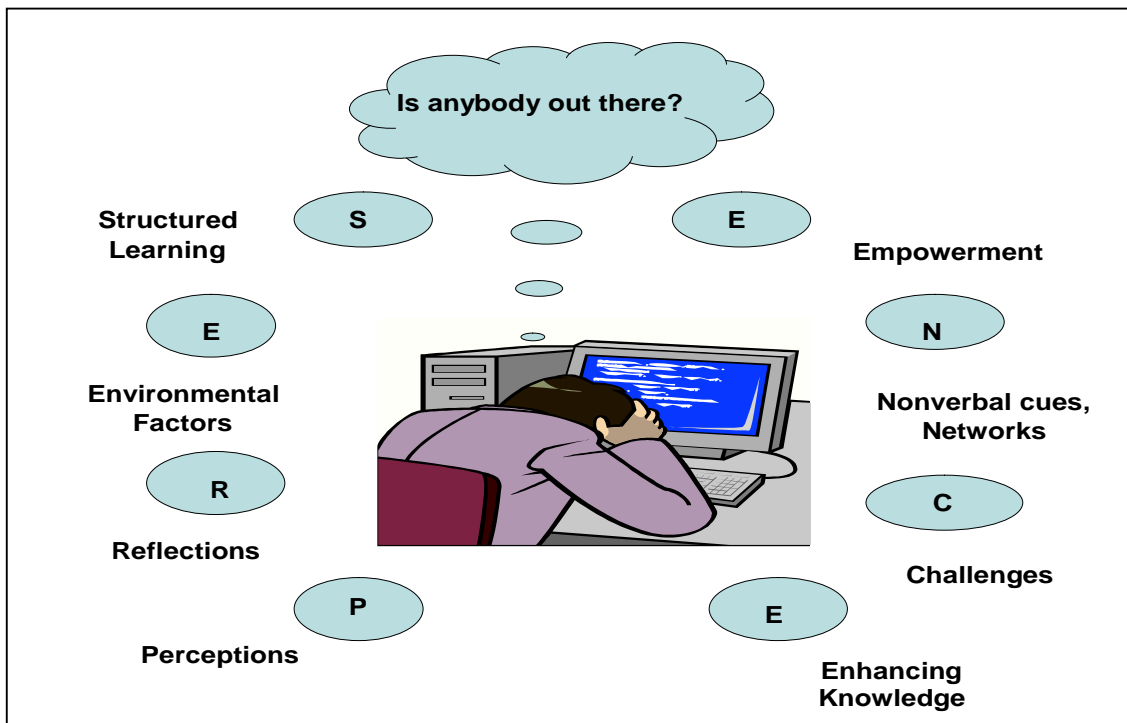 Is anybody out there?
S
E
Structured
Learning
Empowerment
E
N
Environmental
Factors
Nonverbal cues,
Networks
R
C
Reflections
Challenges
P
E
Perceptions
Enhancing
Knowledge